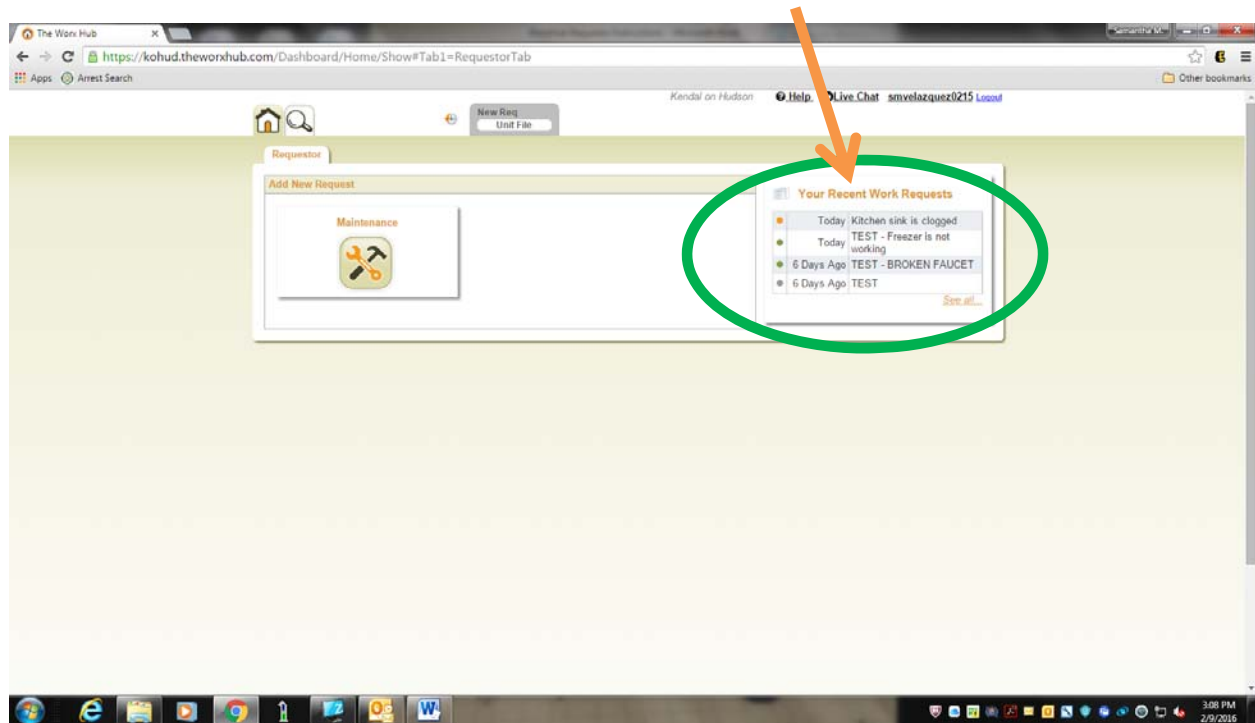 The Worx Hub
Samantha M.
https://kohud.theworxhub.com/Dashboard/Home/Show#Tab1=RequestorTab
Apps Arrest Search Other bookmarks
Kendal on Hudson Help Live Chat smvelazquez0215 Logout
New Req
Unit File
Requestor
Add New Request
Maintenance
Your Recent Work Requests
Today Kitchen sink is clogged
Today TEST - Freezer is not working
6 Days Ago TEST - BROKEN FAUCET
6 Days Ago TEST
See all...
3:08 PM
2/9/2016